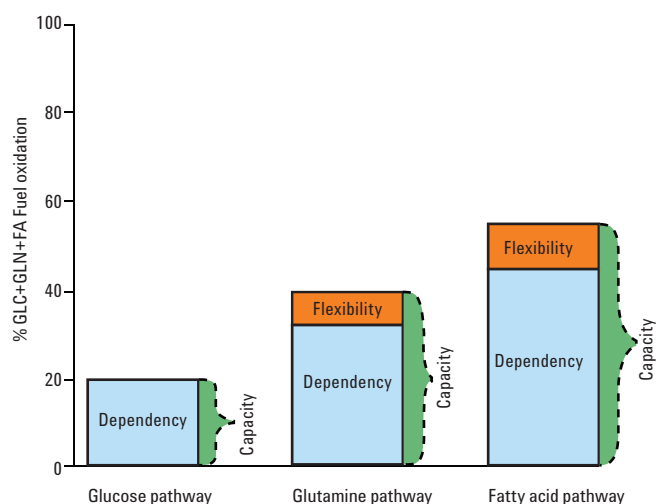 % GLC+GLN+FA Fuel oxidation
100
80
60
40
20
0
Dependency
Capacity
Flexibility
Dependency
Capacity
Flexibility
Dependency
Capacity
Glucose pathway
Glutamine pathway
Fatty acid pathway